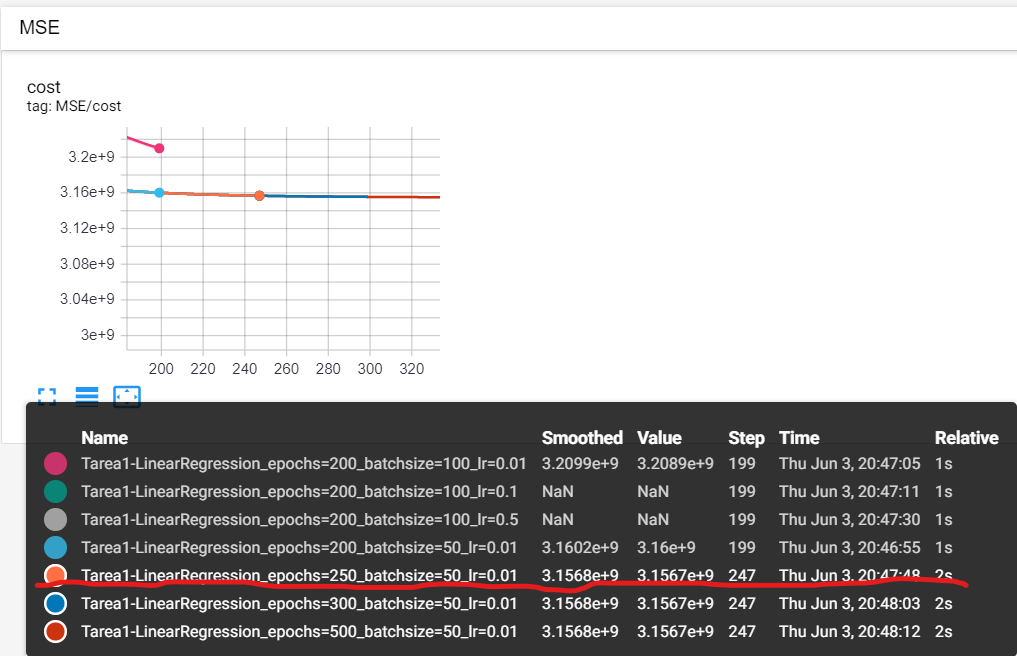 MSE
cost
tag: MSE/cost
3.2e+9
3.16e+9
3.12e+9
3.08e+9
3.04e+9
3e+9
200 220 240 260 280 300 320
Name Smoothed Value Step Time Relative
Tarea1-LinearRegression_epochs=200_batchsize=100_lr=0.01 3.2099e+9 3.2089e+9 199 Thu Jun 3, 20:47:05 1s
Tarea1-LinearRegression_epochs=200_batchsize=100_lr=0.1 NaN NaN 199 Thu Jun 3, 20:47:11 1s
Tarea1-LinearRegression_epochs=200_batchsize=100_lr=0.5 NaN NaN 199 Thu Jun 3, 20:47:30 1s
Tarea1-LinearRegression_epochs=200_batchsize=50_lr=0.01 3.1602e+9 3.16e+9 199 Thu Jun 3, 20:46:55 1s
Tarea1-LinearRegression_epochs=250_batchsize=50_lr=0.01 3.1568e+9 3.1567e+9 247 Thu Jun 3, 20:47:48 2s
Tarea1-LinearRegression_epochs=300_batchsize=50_lr=0.01 3.1568e+9 3.1567e+9 247 Thu Jun 3, 20:48:03 2s
Tarea1-LinearRegression_epochs=500_batchsize=50_lr=0.01 3.1568e+9 3.1567e+9 247 Thu Jun 3, 20:48:12 2s